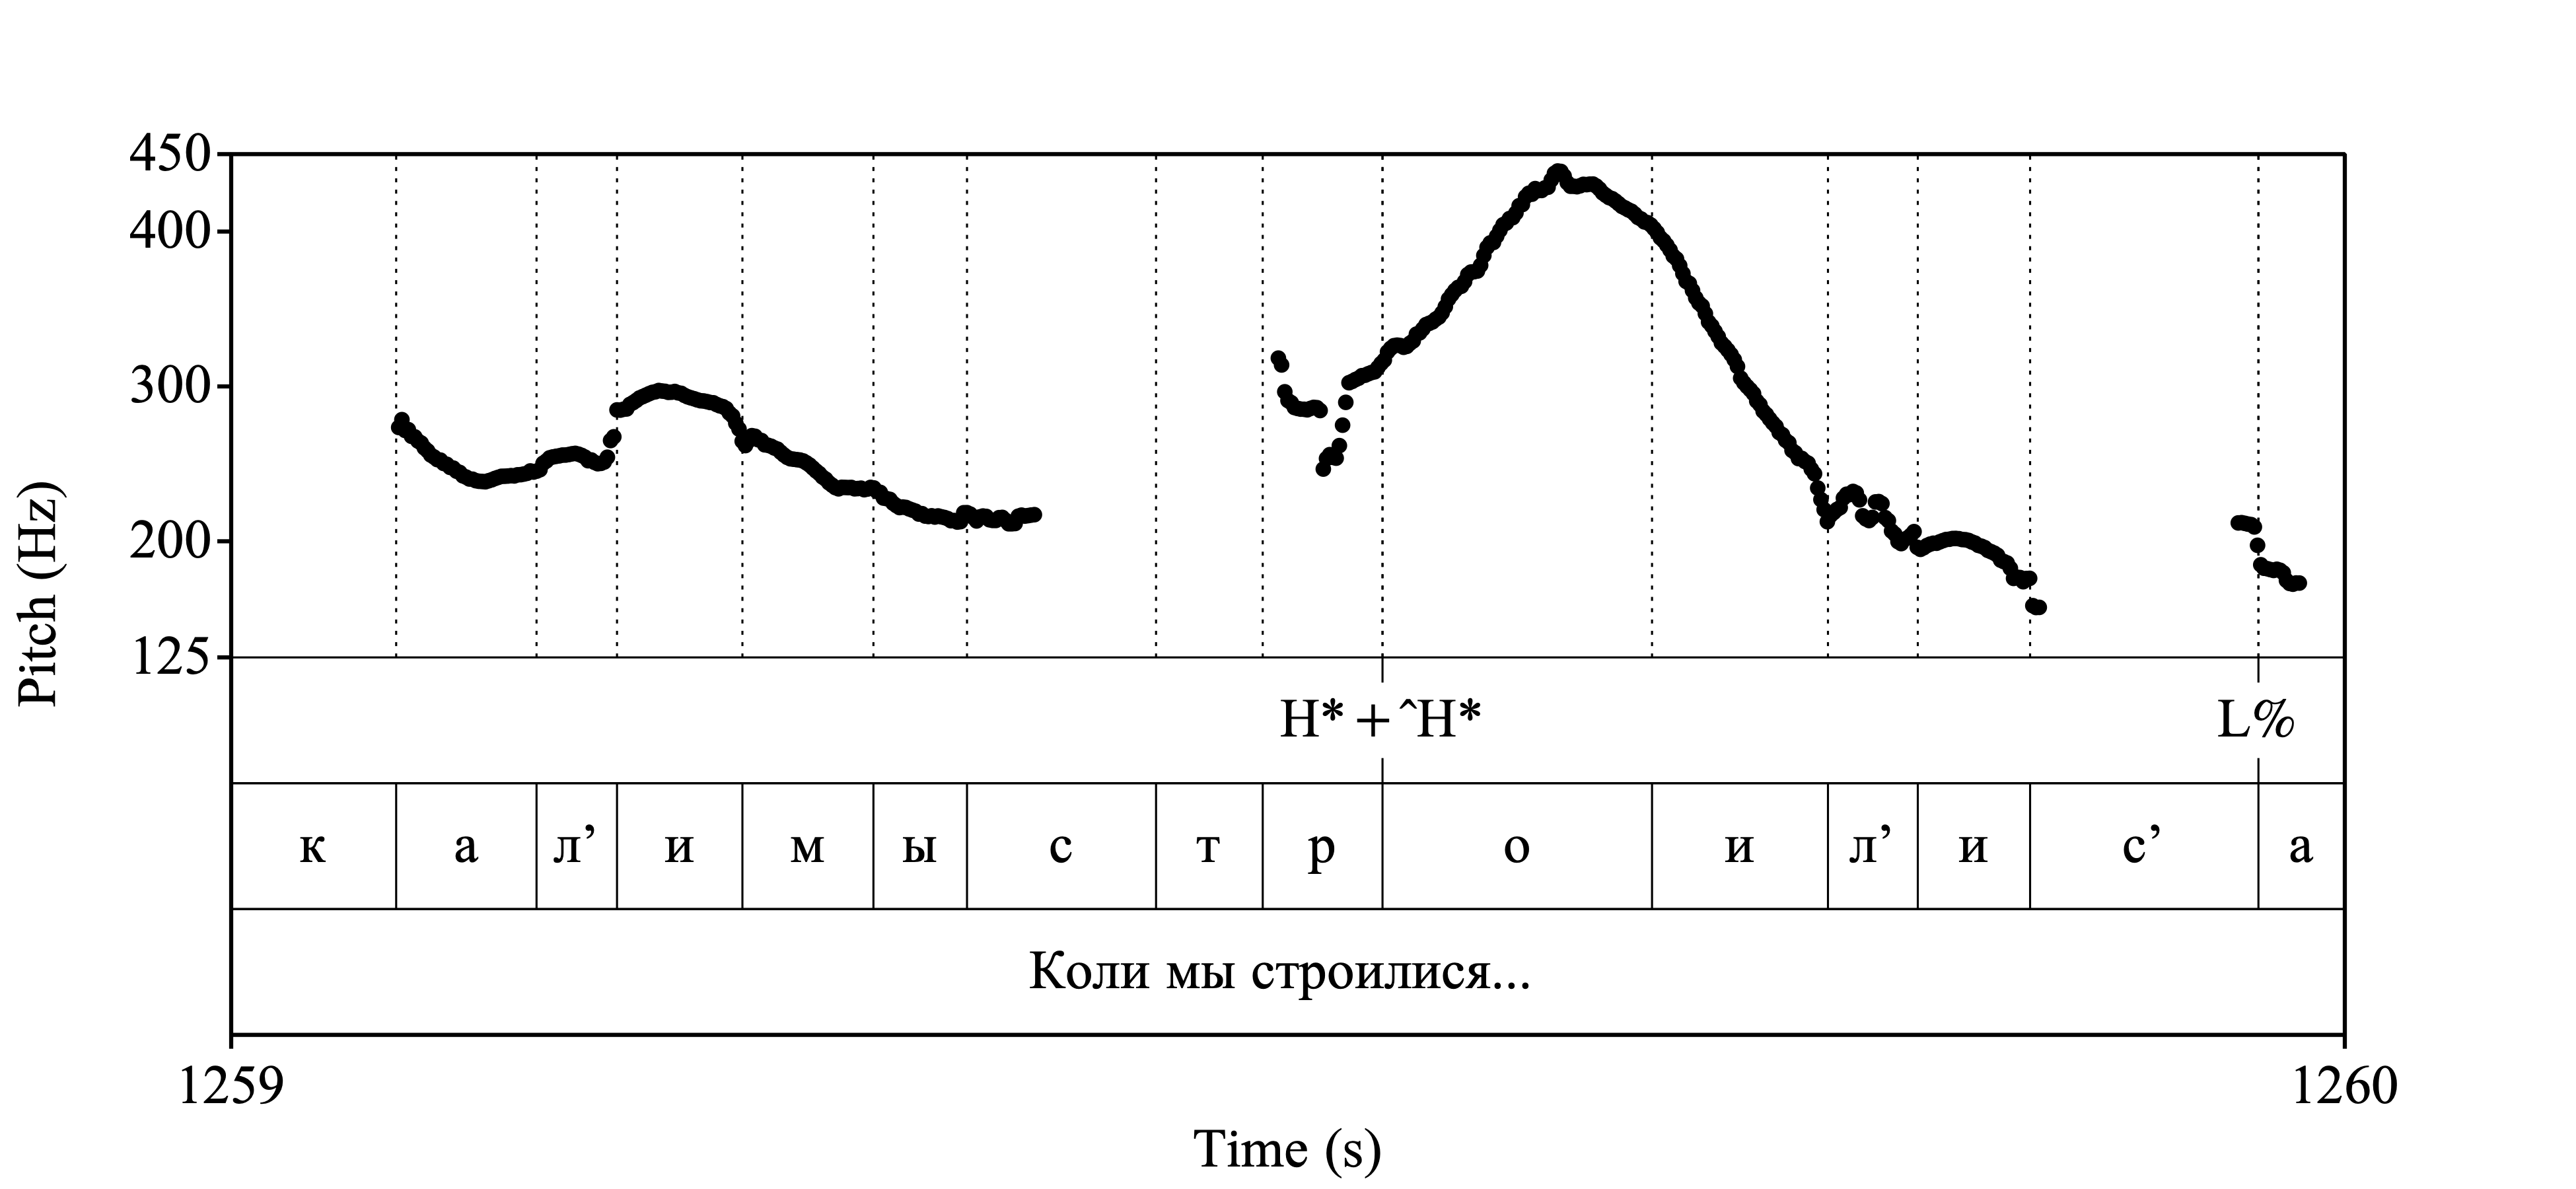 450
400
300
200
125
Pitch (Hz)
H* + ˆH* L%
к а л’ и м ы с т р о и л’ и с’ а
Коли мы строилися...
1259 1260
Time (s)